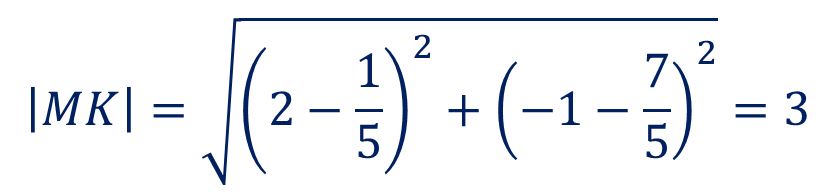 |MK| = √((2 − 1/5)² + (−1 − 7/5)²) = 3